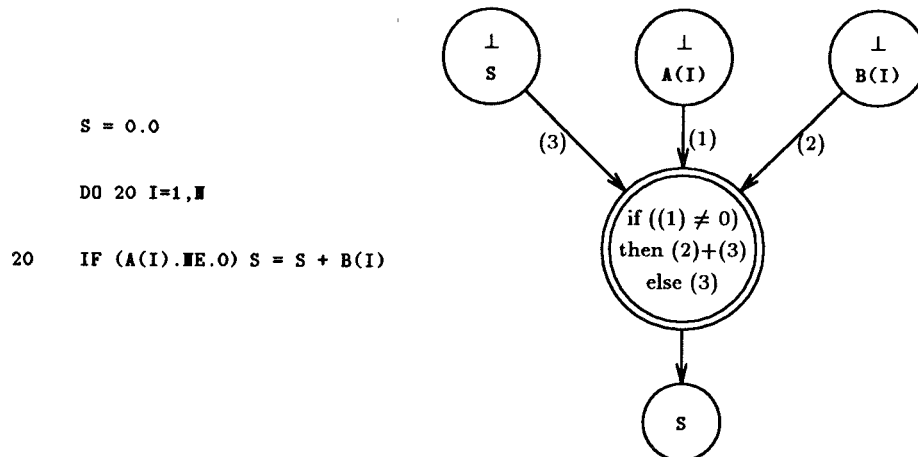 S = 0.0
DO 20 I=1,N
20 IF (A(I).NE.0) S = S + B(I)
⊥
S
⊥
A(I)
⊥
B(I)
(3)
(1)
(2)
if ((1) ≠ 0)
then (2)+(3)
else (3)
S